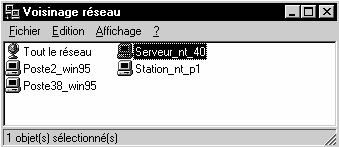 Voisinage réseau
Fichier Edition Affichage ?
Tout le réseau Serveur_nt_40
Poste2_win95 Station_nt_p1
Poste38_win95
1 objet(s) sélectionné(s)